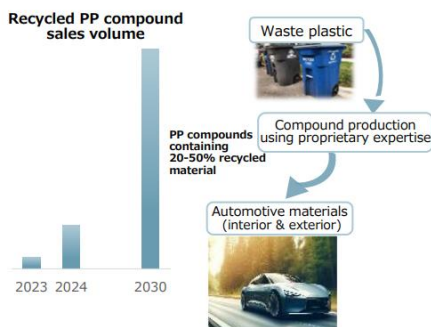 Recycled PP compound
sales volume
2023 2024 2030
PP compounds
containing
20-50% recycled
material
Waste plastic
Compound production
using proprietary expertise
Automotive materials
(interior & exterior)